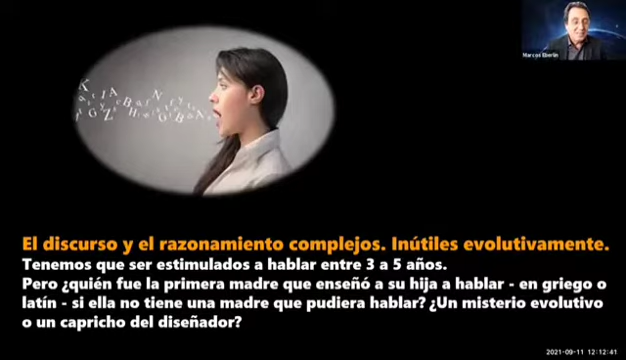 Marcos Eberlin
El discurso y el razonamiento complejos. Inútiles evolutivamente.
Tenemos que ser estimulados a hablar entre 3 a 5 años.
Pero ¿quién fue la primera madre que enseñó a su hija a hablar - en griego o
latín - si ella no tiene una madre que pudiera hablar? ¿Un misterio evolutivo
o un capricho del diseñador?
2021-09-11 12:12:41